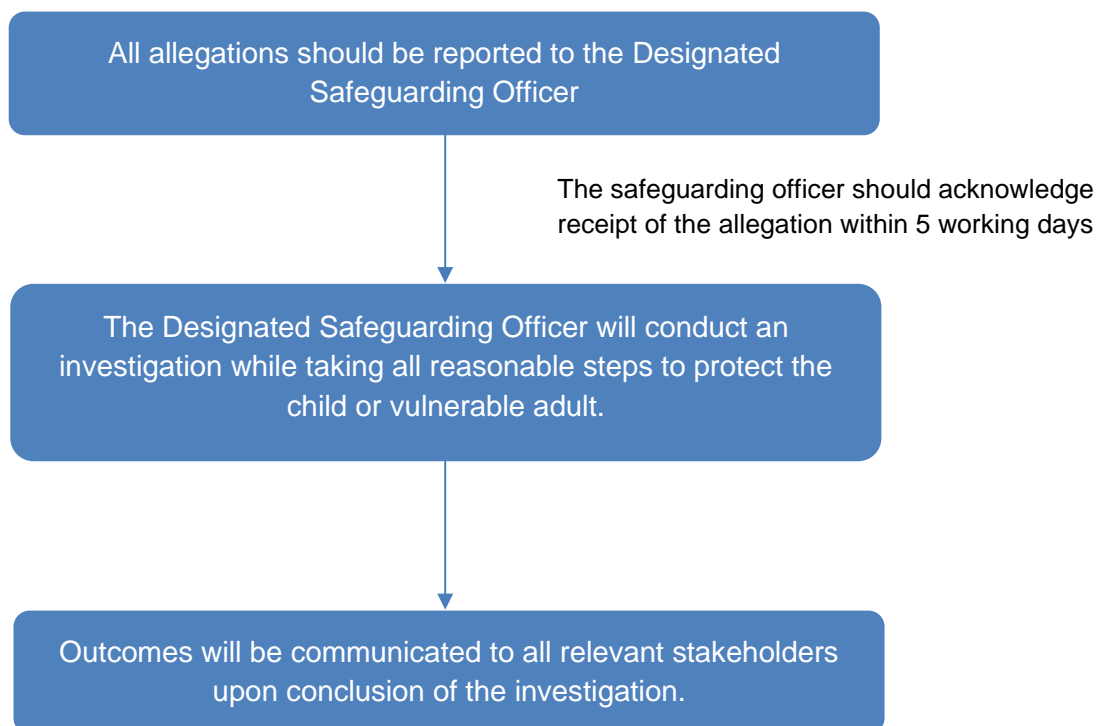 All allegations should be reported to the Designated
Safeguarding Officer
The safeguarding officer should acknowledge
receipt of the allegation within 5 working days
The Designated Safeguarding Officer will conduct an
investigation while taking all reasonable steps to protect the
child or vulnerable adult.
Outcomes will be communicated to all relevant stakeholders
upon conclusion of the investigation.